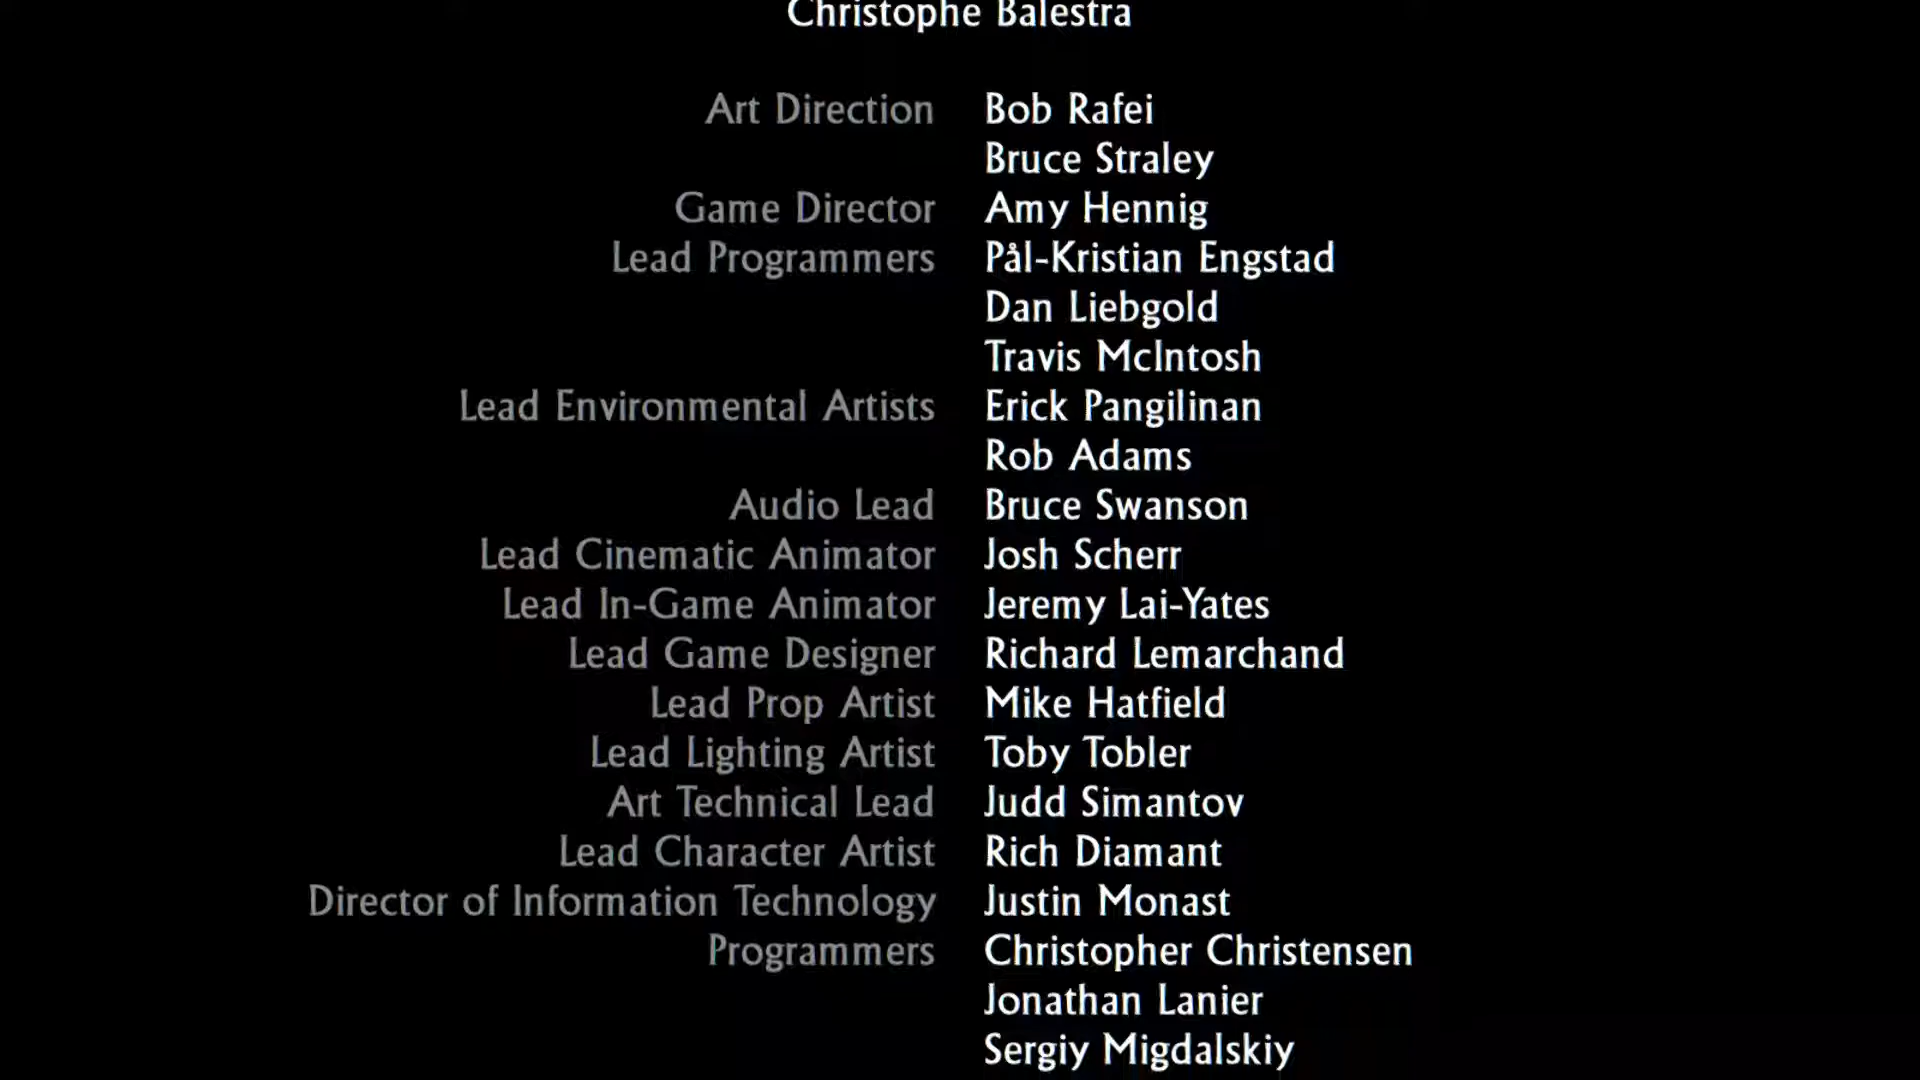 Christophe Balestra
Art Direction Bob Rafei
Bruce Straley
Game Director Amy Hennig
Lead Programmers Pål-Kristian Engstad
Dan Liebgold
Travis McIntosh
Lead Environmental Artists Erick Pangilinan
Rob Adams
Audio Lead Bruce Swanson
Lead Cinematic Animator Josh Scherr
Lead In-Game Animator Jeremy Lai-Yates
Lead Game Designer Richard Lemarchand
Lead Prop Artist Mike Hatfield
Lead Lighting Artist Toby Tobler
Art Technical Lead Judd Simantov
Lead Character Artist Rich Diamant
Director of Information Technology Justin Monast
Programmers Christopher Christensen
Jonathan Lanier
Sergiy Migdalskiy